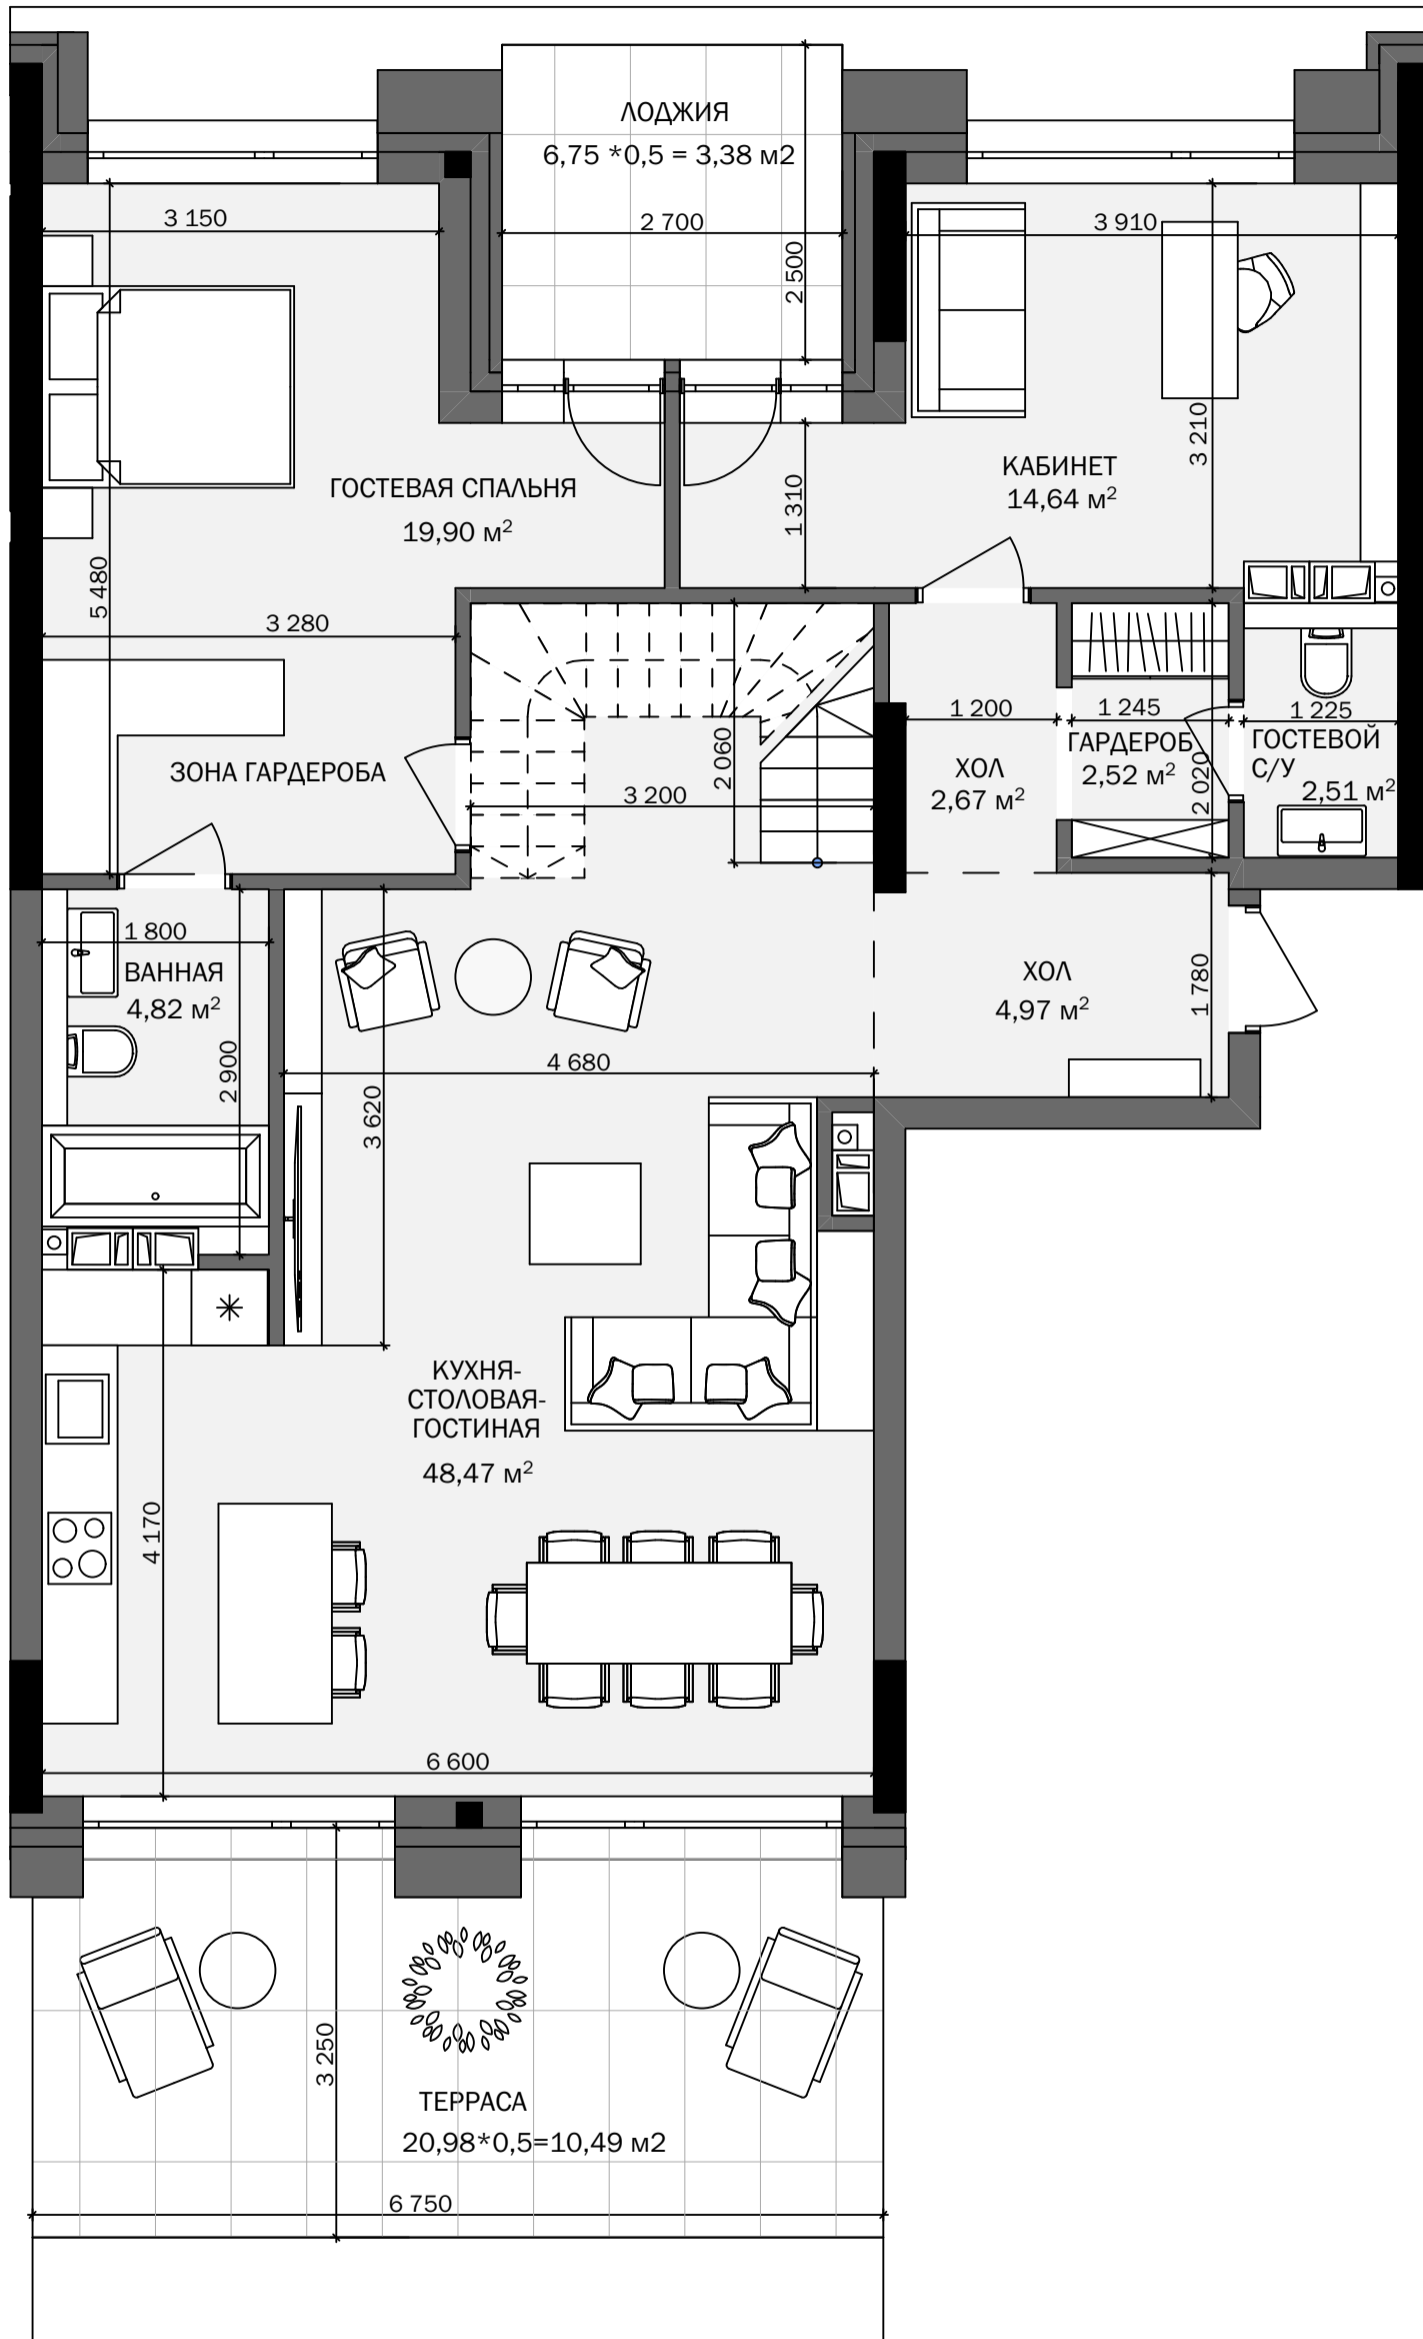 ЛОДЖИЯ
6,75 *0,5 = 3,38 м2
3 150
2 700
3 910
2 500
3 210
КАБИНЕТ
14,64 м²
ГОСТЕВАЯ СПАЛЬНЯ
19,90 м²
1 310
5 480
3 280
1 200
1 245
1 225
2 060
ГАРДЕРОБ
2,52 м²
ГОСТЕВОЙ
С/У
2,51 м²
2 020
ХОЛ
2,67 м²
ЗОНА ГАРДЕРОБА
3 200
1 800
ВАННАЯ
4,82 м²
ХОЛ
4,97 м²
1 780
2 900
4 680
3 620
КУХНЯ-
СТОЛОВАЯ-
ГОСТИНАЯ
48,47 м²
4 170
6 600
3 250
ТЕРРАСА
20,98*0,5=10,49 м2
6 750